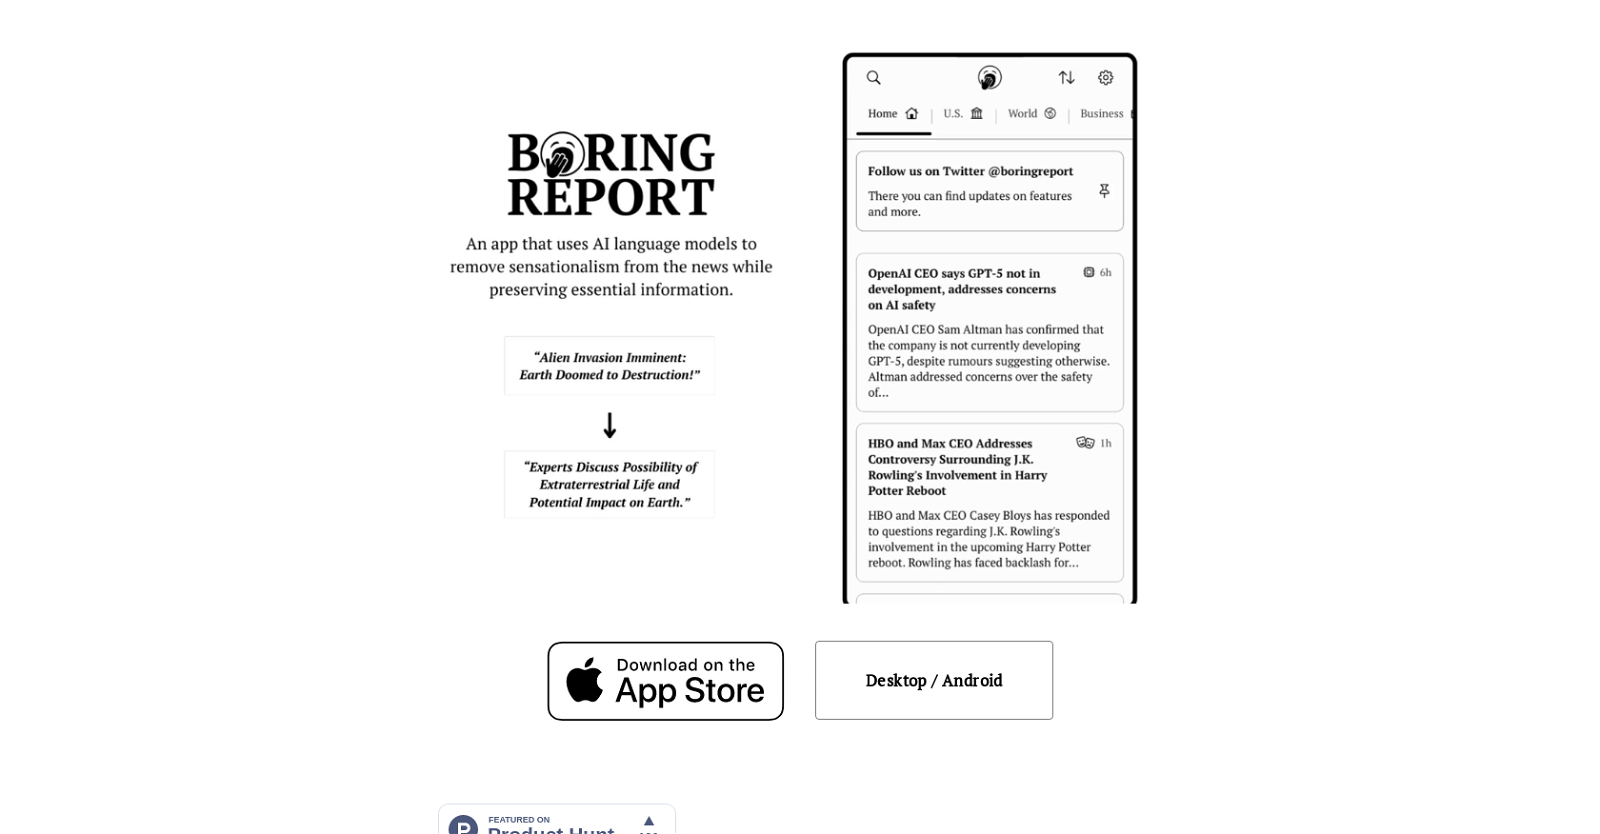 BORING
REPORT
An app that uses AI language models to
remove sensationalism from the news while
preserving essential information.
“Alien Invasion Imminent:
Earth Doomed to Destruction!”
“Experts Discuss Possibility of
Extraterrestrial Life and
Potential Impact on Earth.”
Home
U.S.
World
Business
Follow us on Twitter @boringreport
There you can find updates on features
and more.
OpenAI CEO says GPT-5 not in
development, addresses concerns
on AI safety
6h
OpenAI CEO Sam Altman has confirmed that
the company is not currently developing
GPT-5, despite rumours suggesting otherwise.
Altman addressed concerns over the safety
of...
HBO and Max CEO Addresses
Controversy Surrounding J.K.
Rowling's Involvement in Harry
Potter Reboot
1h
HBO and Max CEO Casey Bloys has responded
to questions regarding J.K. Rowling's
involvement in the upcoming Harry Potter
reboot. Rowling has faced backlash for...
Download on the
App Store
Desktop / Android
FEATURED ON
Product Hunt